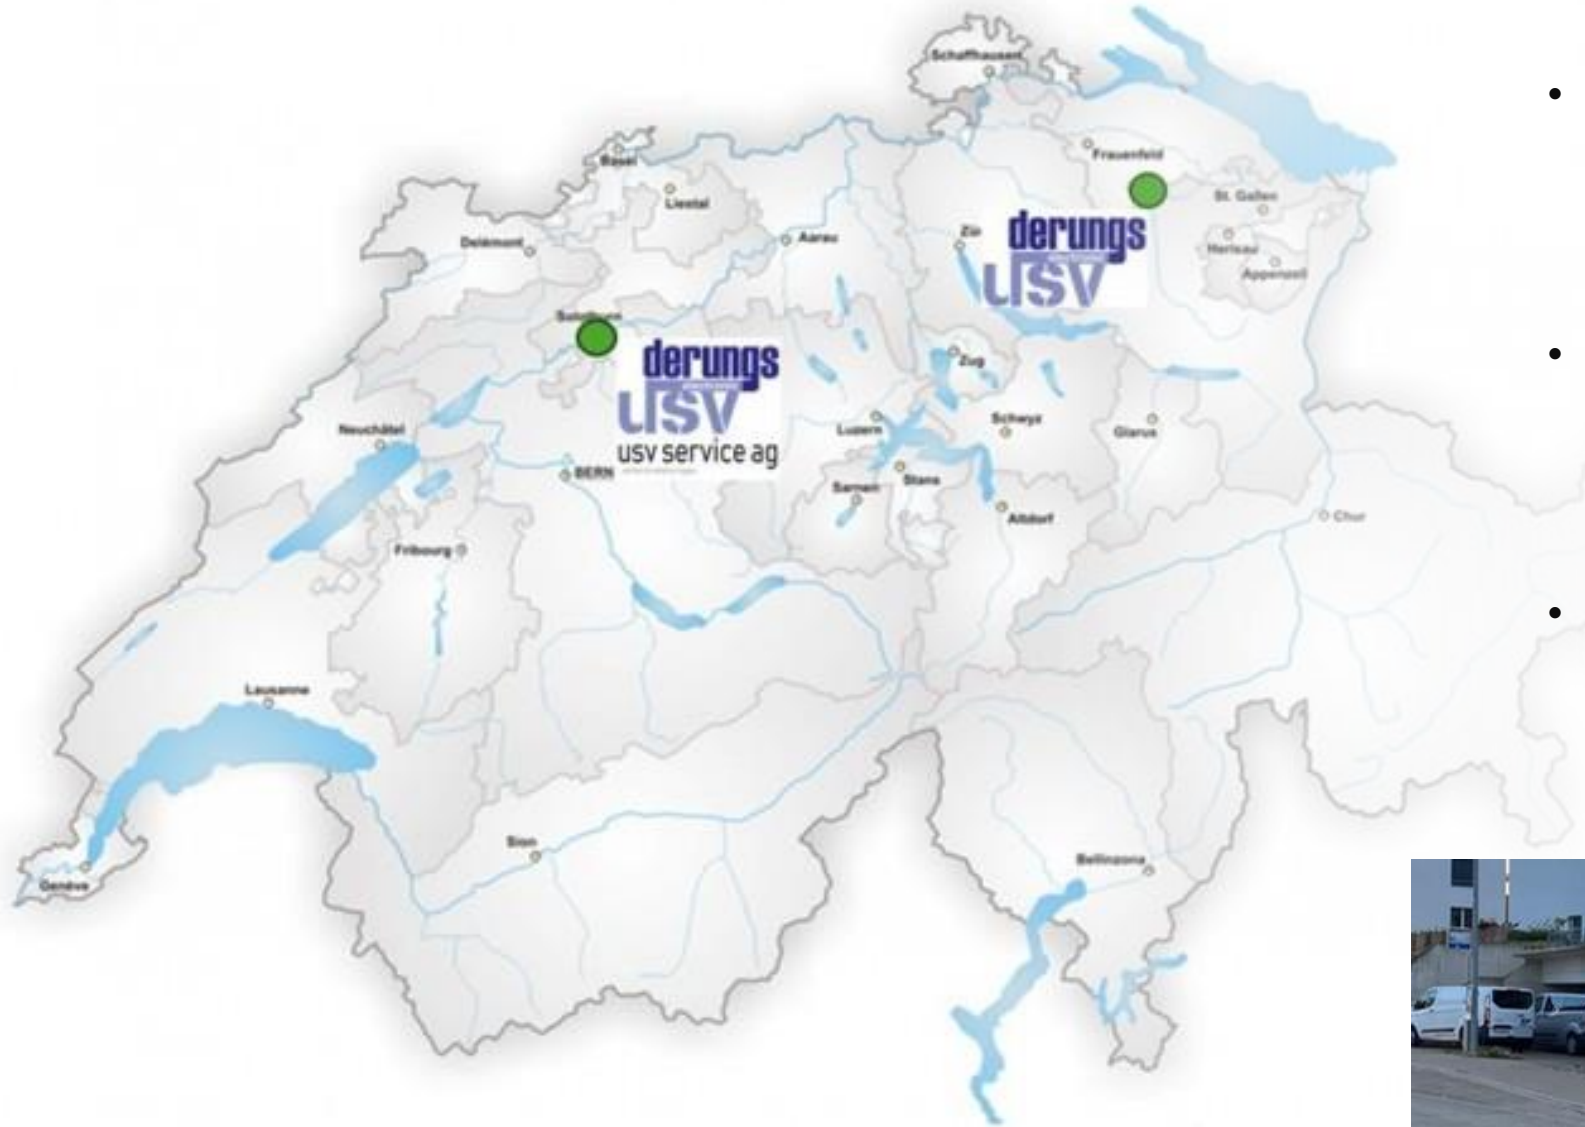 Schaffhausen
Basel
Frauenfeld
Liestal
St. Gallen
Delémont
Aarau
Zür
derungs
usv
Herisau
Appenzell
derungs
usv
usv service ag
Zug
Neuchâtel
Luzern
Schwyz
Glarus
BERN
Stans
Sarnen
Altdorf
Chur
Fribourg
Lausanne
Sion
Bellinzona
Genève